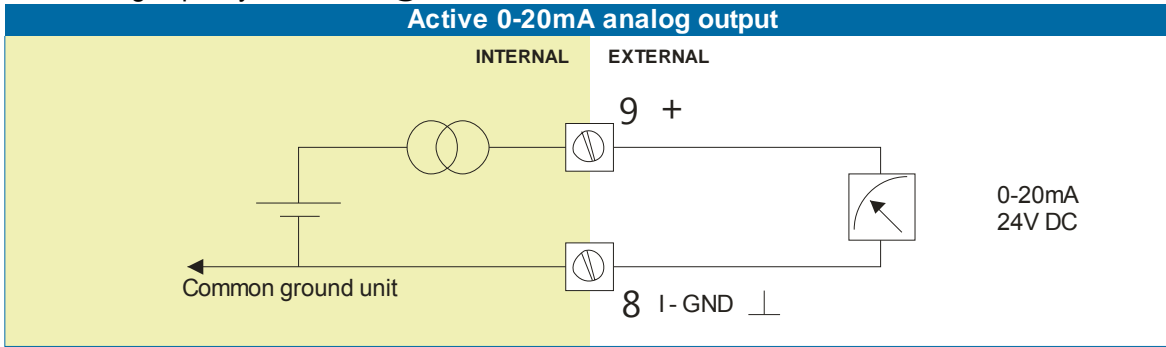 Active 0-20mA analog output
INTERNAL EXTERNAL
9 +
0-20mA
24V DC
Common ground unit
8 I - GND